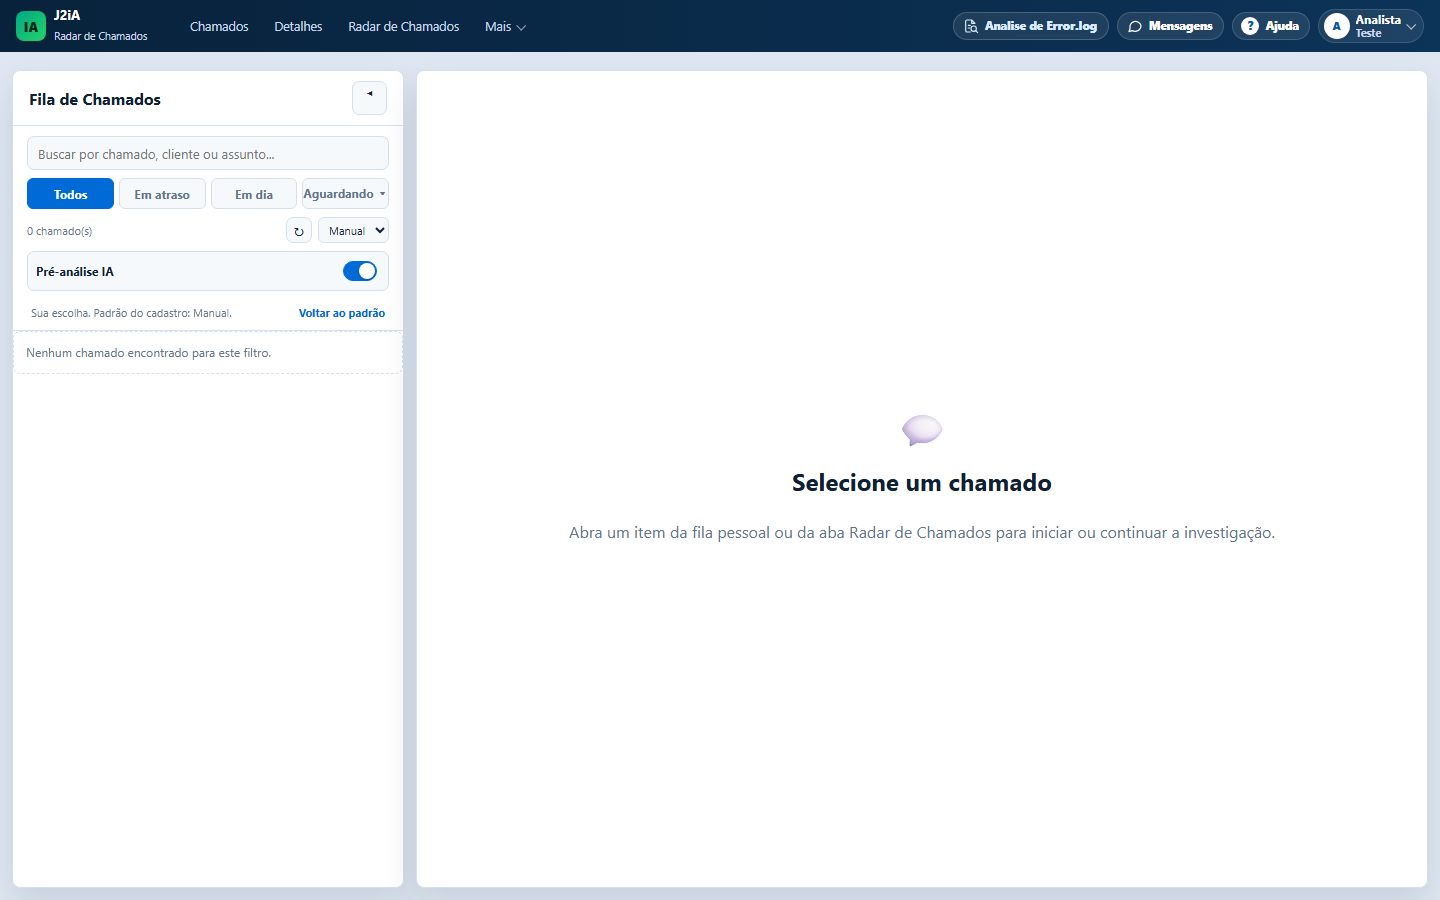 IA
J2iA
Radar de Chamados
Chamados
Detalhes
Radar de Chamados
Mais
Analise de Error.log
Mensagens
? Ajuda
A
Analista
Teste
Fila de Chamados
Buscar por chamado, cliente ou assunto...
Todos
Em atraso
Em dia
Aguardando
0 chamado(s)
Manual
Pré-análise IA
Sua escolha. Padrão do cadastro: Manual.
Voltar ao padrão
Nenhum chamado encontrado para este filtro.
Selecione um chamado
Abra um item da fila pessoal ou da aba Radar de Chamados para iniciar ou continuar a investigação.